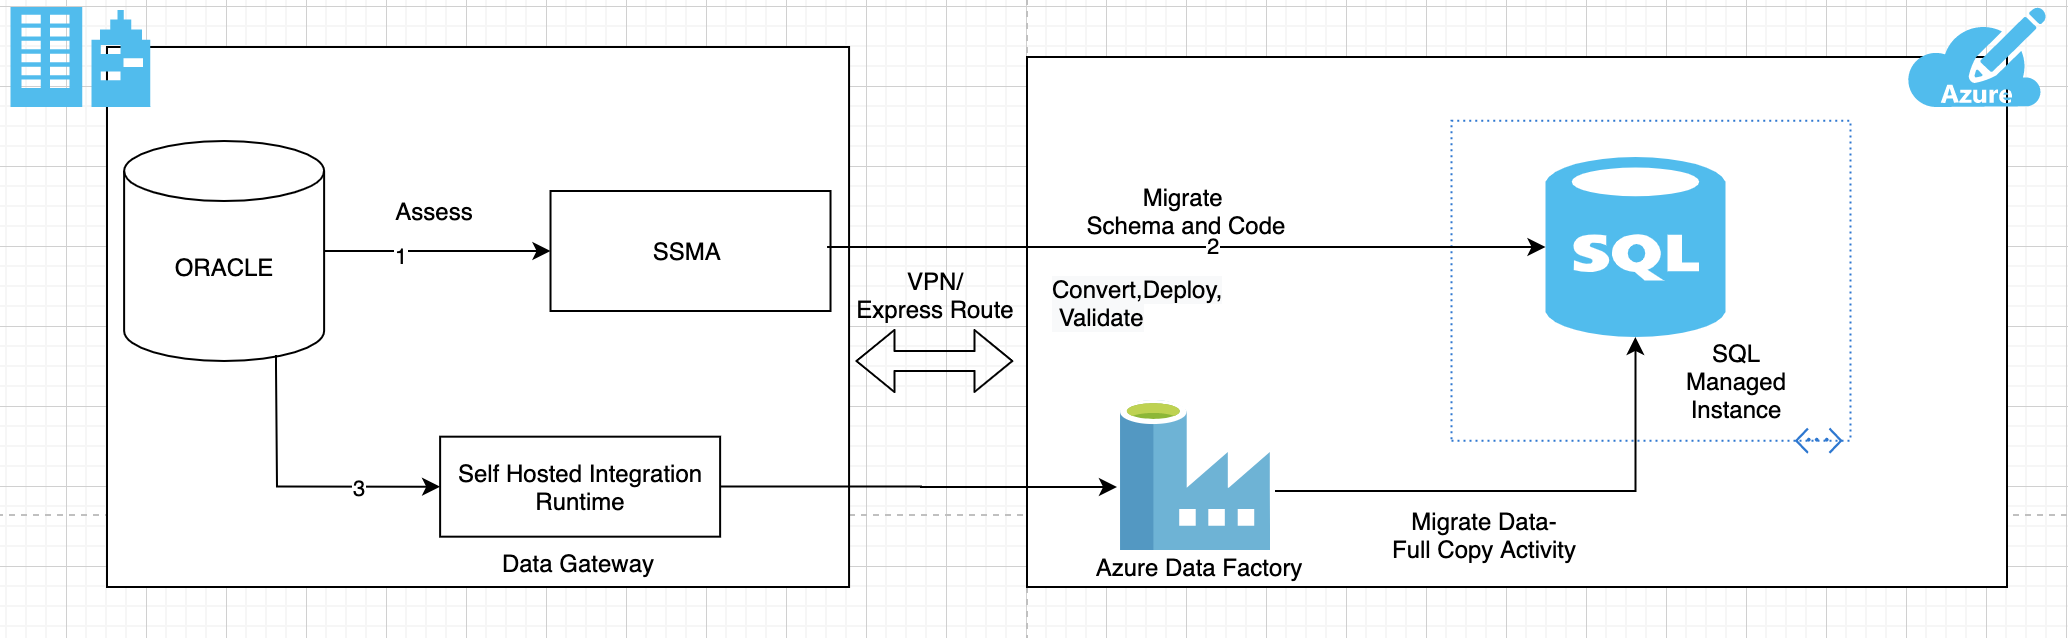 Azure
ORACLE
Assess
1
SSMA
VPN/
Express Route
Migrate
Schema and Code
2
Convert,Deploy,
Validate
SQL
SQL
Managed
Instance
3
Self Hosted Integration
Runtime
Data Gateway
Azure Data Factory
Migrate Data-
Full Copy Activity